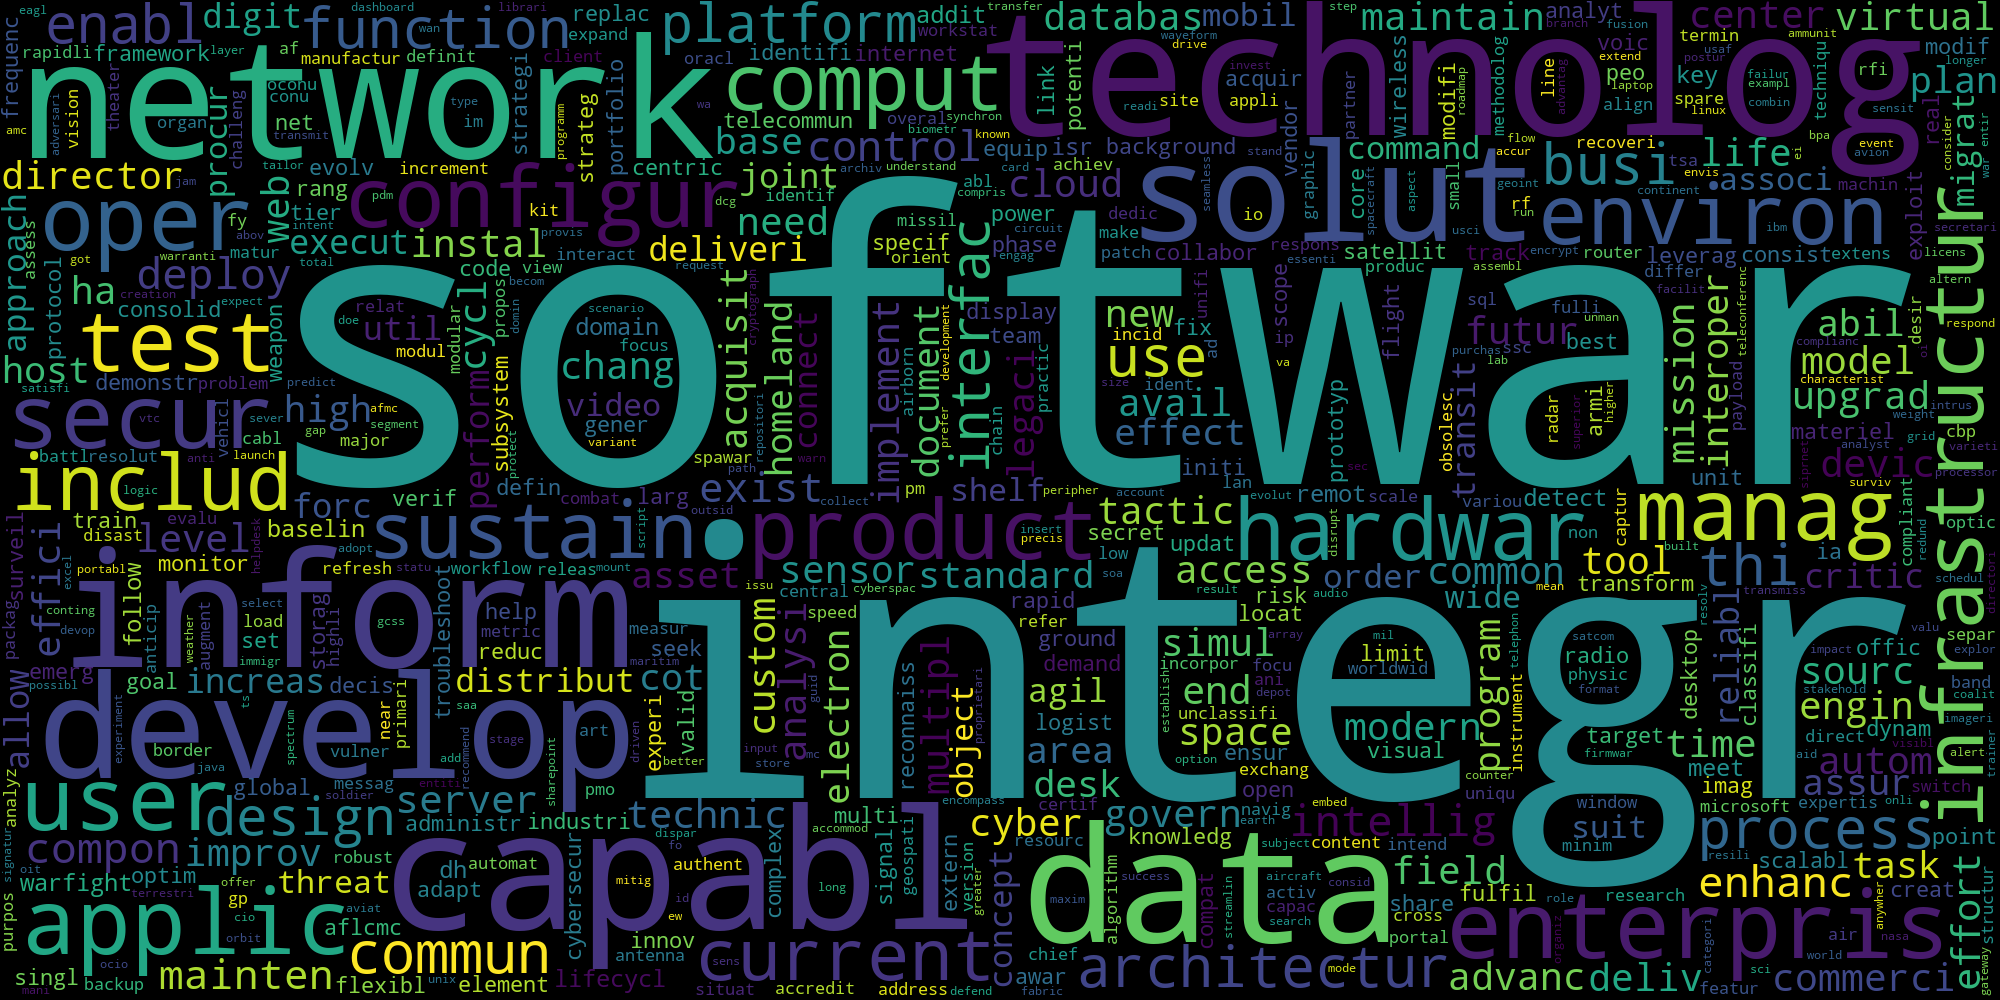 eagl
enabl
dashboard
librari
digit
function
wan
replac
platform
addit
transfer
step
databas
mobil
branch
maintain
analyt
fusion
center
ammunit
virtual
rapidli
framework
layer
af
expand
client
identifi
workstat
internet
waveform
drive
voic
termin
usaf
modif
frequenc
manufactur
definit
strategi
oracl
network
technolog
comput
link
invest
acquir
wireless
extend
peo
key
postur
failur
techniqu
rfi
longer
oconu
conu
theater
type
im
wa
readi
potenti
site
appli
partner
modifi
roadmap
line
advantag
laptop
spare
exampl
linux
combin
sensit
plan
amc
vision
organ
net
transmit
programm
strateg
portfolio
telecommun
overal
synchron
biometr
known
vendor
methodolog
align
consider
entir
adversari
challeng
procur
tailor
evolv
increment
centric
base
control
equip
isr
background
flow
command
accur
recoveri
bpa
event
real
migrat
director
jam
rang
web
configur
joint
archiv
understand
card
stand
achiev
solut
core
small
busi
tsa
life
ei
avion
war
identif
abl
compris
cloud
graphic
aspect
geoint
envis
associ
machin
secretari
oper
fy
tier
pdm
dcg
need
missil
dedic
seamless
rf
spacecraft
continent
run
environ
approach
assess
abov
intent
kit
provis
power
io
exploit
got
matur
execut
instal
deliveri
specif
orient
phase
make
circuit
patch
collabor
respons
essenti
satellit
produc
usci
encrypt
track
router
ibm
leverag
consist
extens
warranti
total
interact
request
engag
assembl
differ
licens
deploy
code
view
becom
interfac
ha
protocol
creation
consolid
expect
weapon
relat
util
cycl
propos
scenario
domain
focus
cryptograph
acquisit
homeland
display
team
new
incid
use
fix
ad
unifi
ip
scope
flight
sql
fulli
unman
facilit
altern
desir
respond
infrastructur
test
doe
modul
modular
chang
connect
implement
document
development
practic
purchas
ssc
best
futur
lab
mission
interoper
complianc
teleconferenc
abil
oi
model
host
satisfi
demonstr
problem
predict
subsystem
perform
video
gener
variant
software
airborn
legaci
va
size
ident
avail
effect
prototyp
obsolesc
transit
radar
armi
higher
superior
characterist
payload
upgrad
weight
intrus
secur
vtc
vehicl
sever
high
afmc
gap
segment
major
domin
protect
spawar
repositori
path
warn
prefer
chain
initi
lan
sec
materiel
analyst
grid
cbp
varieti
cabl
battlresolut
anti
launch
logic
forc
verif
defin
combat
larg
exist
collect
pm
shelf
peripher
account
evolut
remot
scale
variou
detect
unit
siprnet
surviv
devic
processor
includ
train
disast
evalu
baselin
outsid
script
sustain
product
insert
precis
tactic
secret
updat
disrupt
hardwar
non
captur
manag
compliant
optic
redund
effici
level
helpdesk
monitor
portabl
excel
refresh
adopt
statu
workflow
releas
mount
asset
issu
sensor
central
standard
cyberspac
low
soa
access
result
risk
audio
order
mean
common
built
tool
transform
thi
ia
critic
schedul
directori
surveil
packag
conting
devop
follow
select
load
set
storag
highli
gcss
troubleshoot
help
metric
reduc
measur
seek
speed
custom
analysi
rapid
refer
locat
array
simul
mil
limit
wide
resolv
satcom
radio
physic
format
transmiss
reliabl
classifi
impact
offic
separ
valu
explor
inform
integr
emerg
possibl
allow
anticip
weather
augment
immigr
goal
increas
decis
near
primari
distribut
maritim
cot
guid
electron
multipl
reconnaiss
proprietari
ground
demand
logist
agil
establishe
incorpor
focu
ani
depot
unclassifi
end
space
worldwid
telephon
modern
visual
program
instrument
target
firmwar
desktop
time
stakehold
sourc
engin
band
coalit
imageri
experiment
border
ts
spectrum
java
vulner
add
saa
stage
recommend
art
driven
experi
valid
input
store
mc
better
object
area
desk
option
ensur
exchang
counter
uniqu
meet
imag
autom
direct
dynam
aid
visibl
alert
trainer
develop
analyz
user
global
soldier
messag
pmo
entiti
sharepoint
technic
encompass
multi
accommod
cyber
govern
certif
open
navig
embed
intellig
window
suit
minim
microsoft
assur
switch
expertis
onli
point
design
server
administr
industri
cybersecur
complex
signal
geospati
extern
version
resourc
knowledg
earth
subject
content
intend
process
resili
scalabl
task
signatur
compon
improv
robust
dh
automat
dispar
fo
authent
mitig
id
ew
long
concept
greater
success
algorithm
compat
aircraft
activ
capac
search
streamlin
consid
field
share
cross
portal
fulfil
role
research
enhanc
creat
anywher
effort
structur
gateway
purpos
oit
warfight
optim
offer
gp
cio
terrestri
threat
aviat
adapt
capabl
data
maxim
enterpris
categori
organiz
air
nasa
applic
orbit
commun
innov
antenna
current
sens
situat
awar
chief
architectur
mode
advanc
deliv
featur
sci
world
commerci
singl
mani
ocio
backup
mainten
flexibl
unix
element
lifecycl
accredit
address
defend
fabric